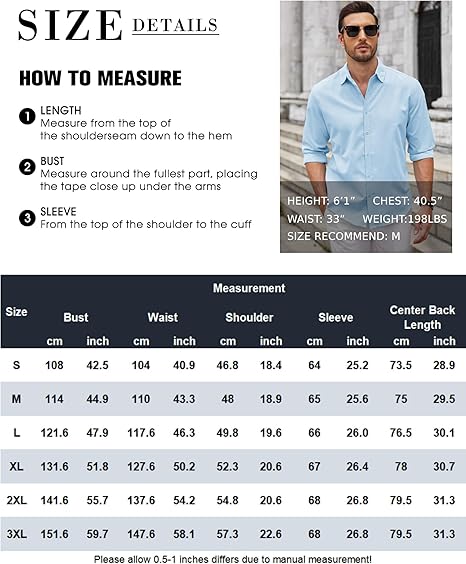 SIZE DETAILS
HOW TO MEASURE
1 LENGTH
Measure from the top of
the shoulderseam down to the hem
2 BUST
Measure around the fullest part, placing
the tape close up under the arms
3 SLEEVE
From the top of the shoulder to the cuff
HEIGHT: 6'1" CHEST: 40.5"
WAIST: 33" WEIGHT:198LBS
SIZE RECOMMEND: M
Measurement
Size Bust Waist Shoulder Sleeve Center Back
Length
cm inch cm inch cm inch cm inch cm inch
S 108 42.5 104 40.9 46.8 18.4 64 25.2 73.5 28.9
M 114 44.9 110 43.3 48 18.9 65 25.6 75 29.5
L 121.6 47.9 117.6 46.3 49.8 19.6 66 26.0 76.5 30.1
XL 131.6 51.8 127.6 50.2 52.3 20.6 67 26.4 78 30.7
2XL 141.6 55.7 137.6 54.2 54.8 20.6 68 26.8 79.5 31.3
3XL 151.6 59.7 147.6 58.1 57.3 22.6 68 26.8 79.5 31.3
Please allow 0.5-1 inches differs due to manual measurement!